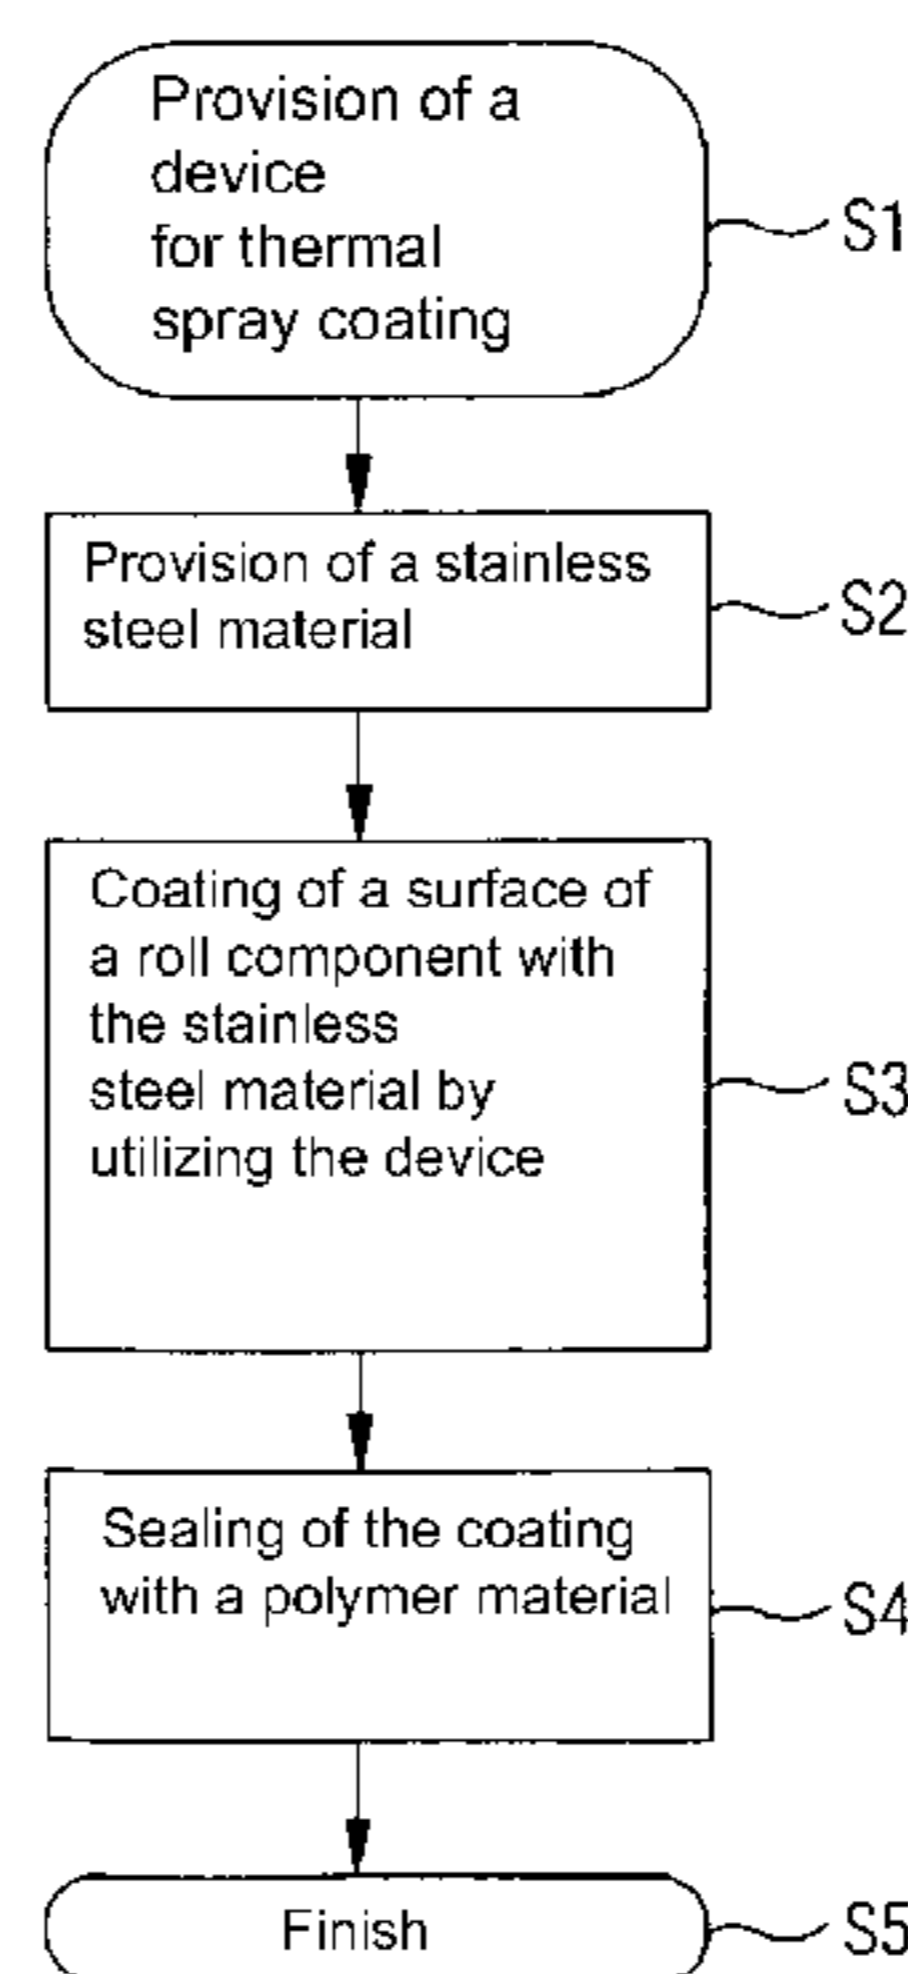 Provision of a
device
for thermal
spray coating
S1
Provision of a stainless
steel material
S2
Coating of a surface of
a roll component with
the stainless
steel material by
utilizing the device
S3
Sealing of the coating
with a polymer material
S4
Finish
S5